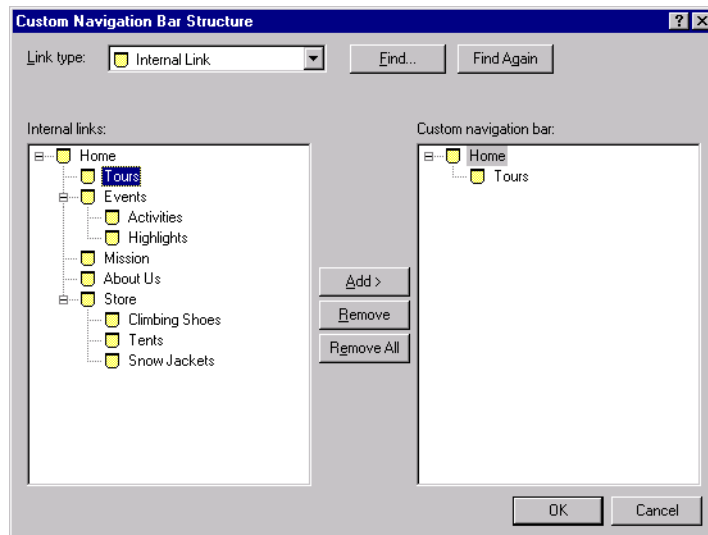 Custom Navigation Bar Structure
Link type: Internal Link Find... Find Again
Internal links: Custom navigation bar:
Home Home
Tours Tours
Events
Activities
Highlights
Mission
About Us Add >
Store
Climbing Shoes Remove
Tents
Snow Jackets Remove All
OK Cancel